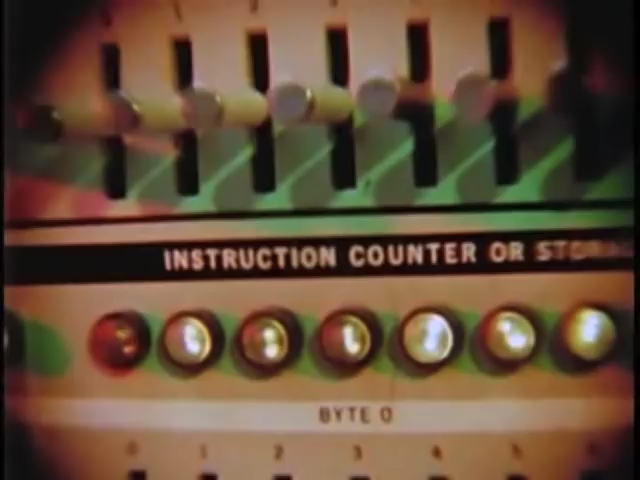 INSTRUCTION COUNTER OR
BYTE 0
0 1 2 3 4 5